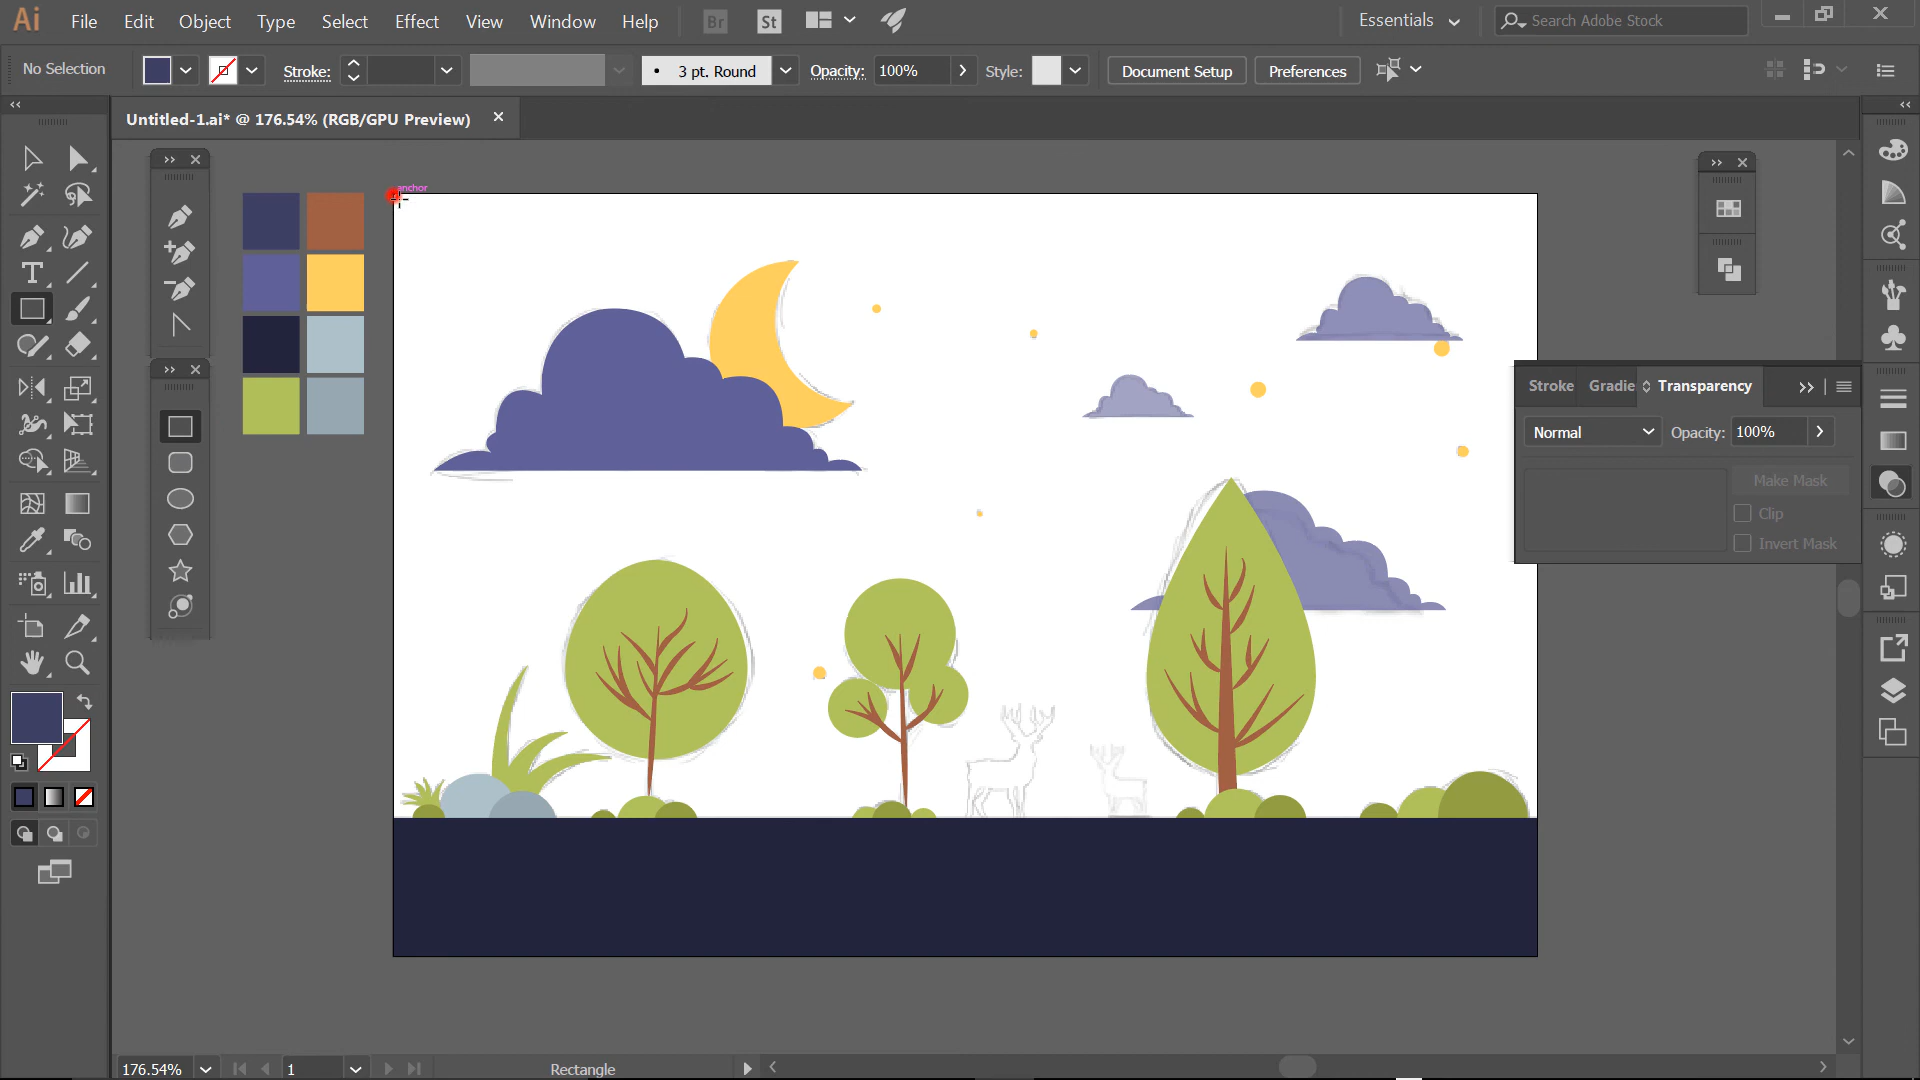 Ai File Edit Object Type Select Effect View Window Help Br St Essentials Search Adobe Stock
No Selection Stroke: 3 pt. Round Opacity: 100% Style: Document Setup Preferences
Untitled-1.ai* @ 176.54% (RGB/GPU Preview)
anchor
Stroke Gradie Transparency
Normal Opacity: 100%
Make Mask
Clip
Invert Mask
176.54% 1 Rectangle